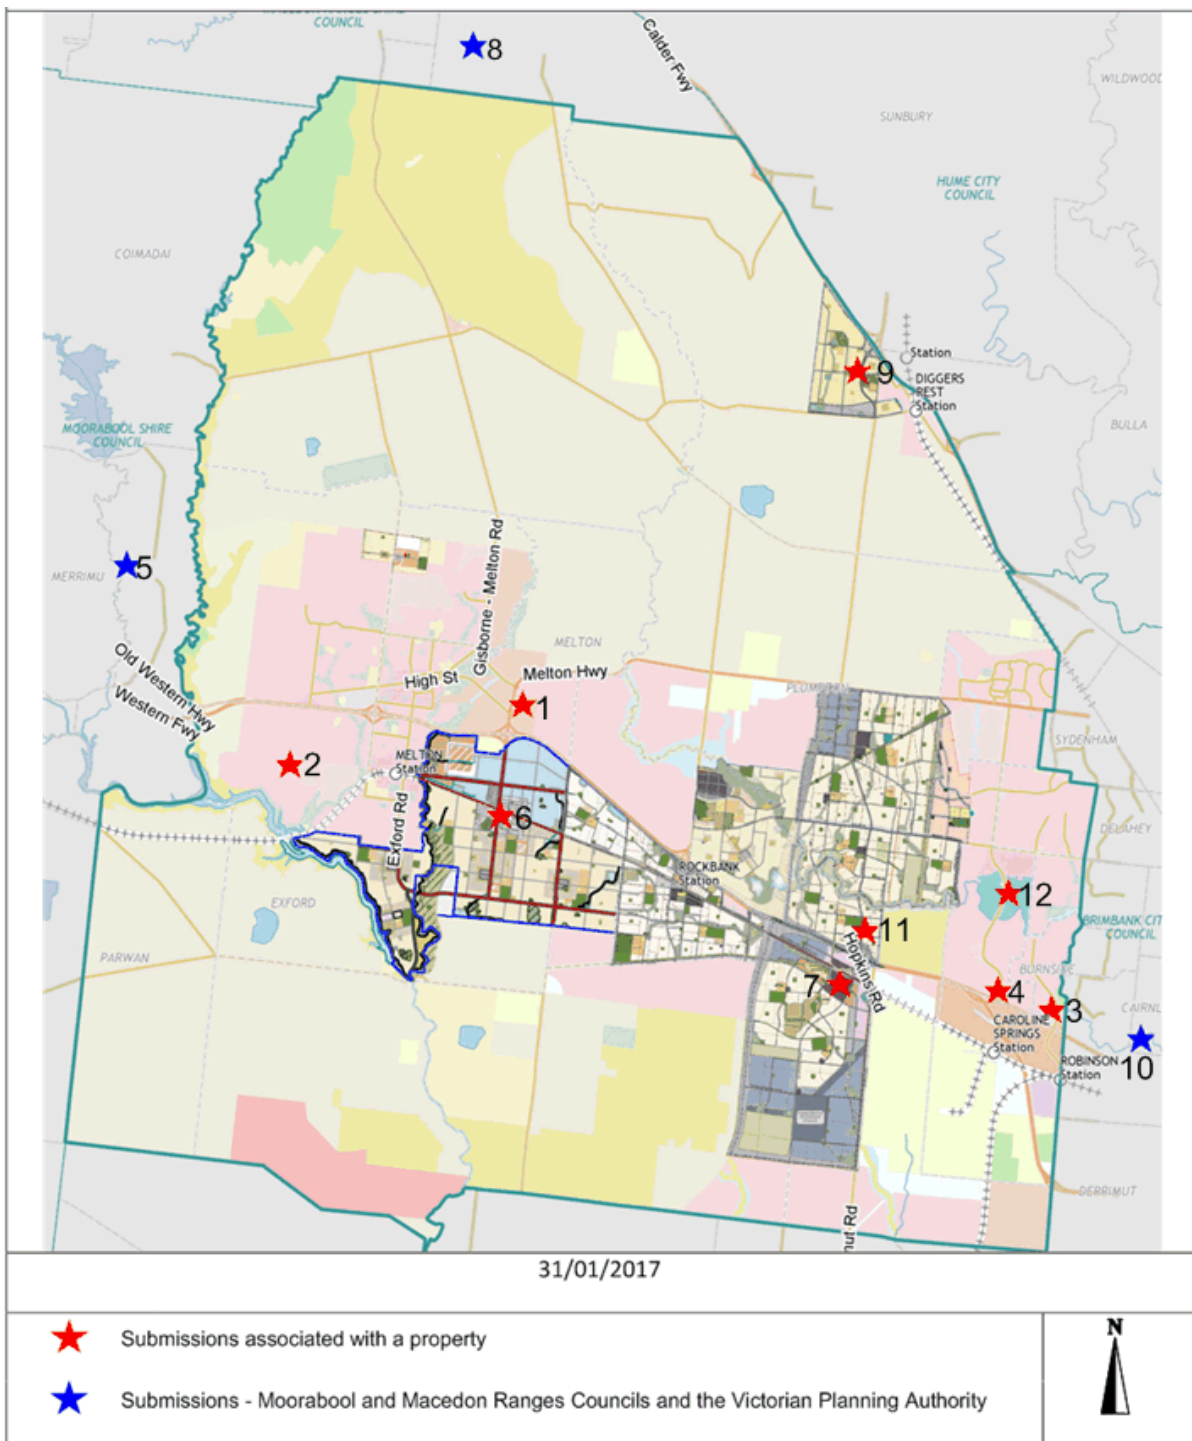 COUNCIL
8
Calder Fwy
WILDWOOD
SUNBURY
HUME CITY
COUNCIL
COIMADAI
Station
9
DIGGERS
REST
Station
BULLA
MOORABOOL SHIRE
COUNCIL
5
MERRIMU
Gisborne - Melton Rd
MELTON
Old Western Hwy
Western Fwy
High St
Melton Hwy
1
SYDENHAM
2
MELTON
Station
6
Exford Rd
DELAHEY
ROCKBANK
Station
12
EXFORD
11
BRIMBANK CIT
COUNCIL
PARWAN
Hopkins Rd
7
BURNSIDE
4
3
CAIRNL
CAROLINE
SPRINGS
Station
ROBINSON
Station
10
DERRIMUT
nut Rd
31/01/2017
Submissions associated with a property
N
Submissions - Moorabool and Macedon Ranges Councils and the Victorian Planning Authority